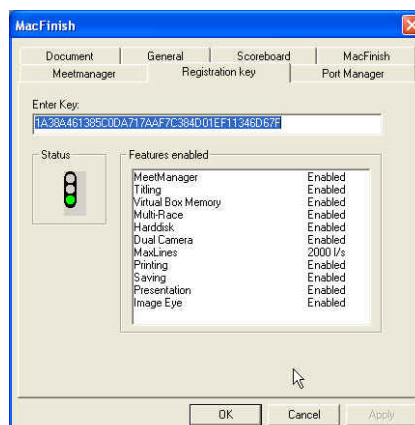 MacFinish
Document General Scoreboard MacFinish
Meetmanager Registration key Port Manager
Enter Key:
1A38A461385C0DA717AAF7C384D01EF11346D67F
Status
Features enabled
MeetManager Enabled
Titling Enabled
Virtual Box Memory Enabled
Multi-Race Enabled
Harddisk Enabled
Dual Camera Enabled
MaxLines 2000 l/s
Printing Enabled
Saving Enabled
Presentation Enabled
Image Eye Enabled
OK Cancel Apply